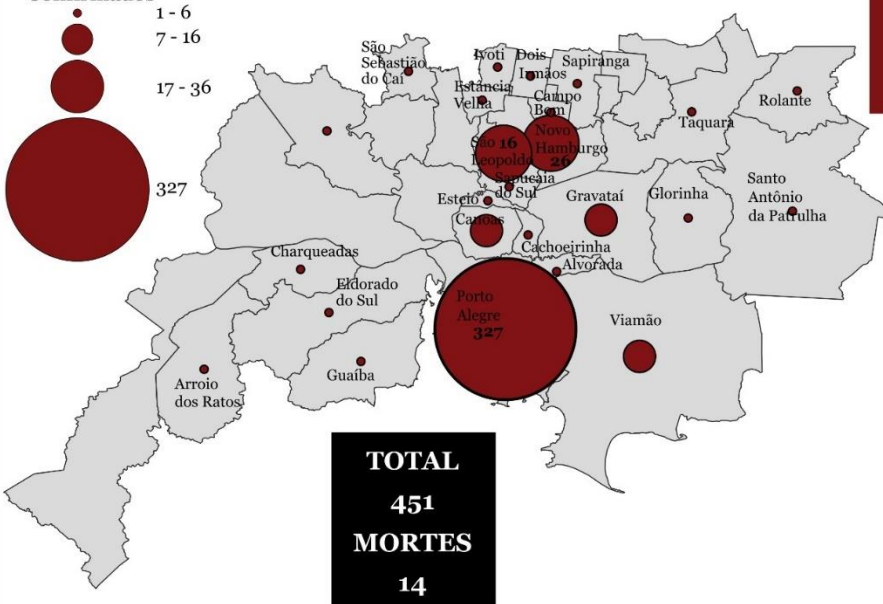 1 - 6
7 - 16
17 - 36
327
São
Sebastião
do Caí
Ivoti
Dois
Irmãos
Sapiranga
Estância
Velha
Campo
Bom
Taquara
Rolante
São 16
Leopoldo
Novo
Hamburgo
26
Sapucaia
do Sul
Esteio
Gravataí
Glorinha
Santo
Antônio
da Patrulha
Canoas
Cachoeirinha
Alvorada
Charqueadas
Eldorado
do Sul
Porto
Alegre
327
Viamão
Guaíba
Arroio
dos Ratos
TOTAL
451
MORTES
14